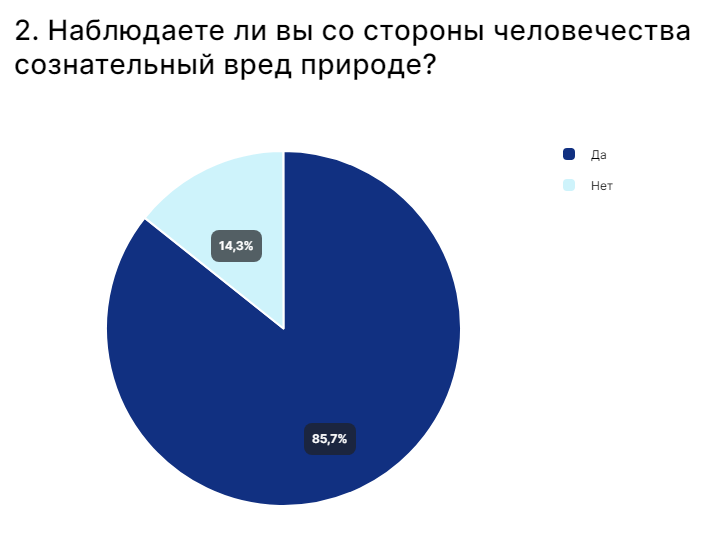 2. Наблюдаете ли вы со стороны человечества
сознательный вред природе?
Да
Нет
14,3%
85,7%